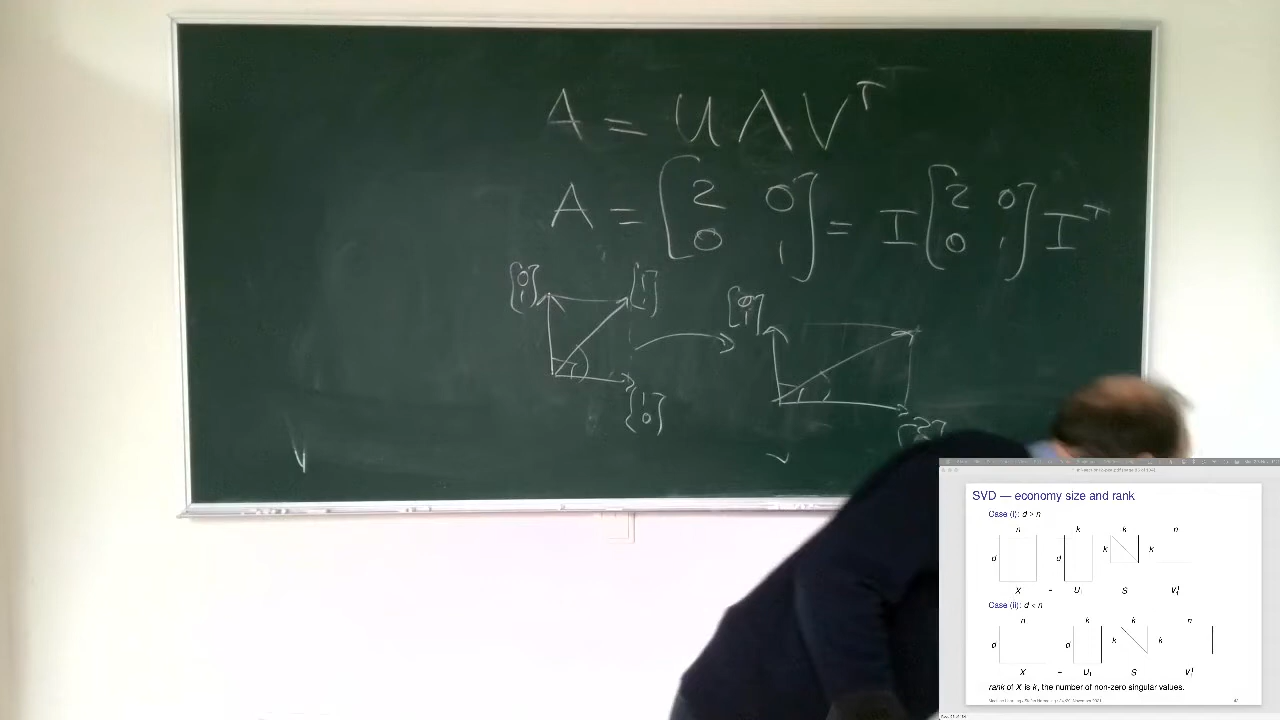 A = U Λ V^T
A = [2 0; 0 1] = I [2 0; 0 1] I^T
[0 1] [1 1] [0 1]
[1 0] [2
SVD — economy size and rank
Case (i): d > n
n k k n
d d k k
X = U₁ S V₁ᵀ
Case (ii): d < n
n k k n
d d k k
X = U₁ S V₁ᵀ
rank of X is k, the number of non-zero singular values.